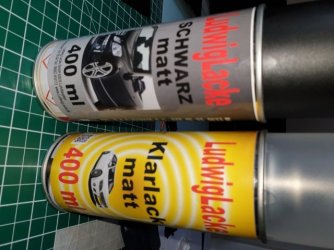 LudwigLacke
SCHWARZ
matt
400 ml
LudwigLacke
Klarlack
matt
400 ml